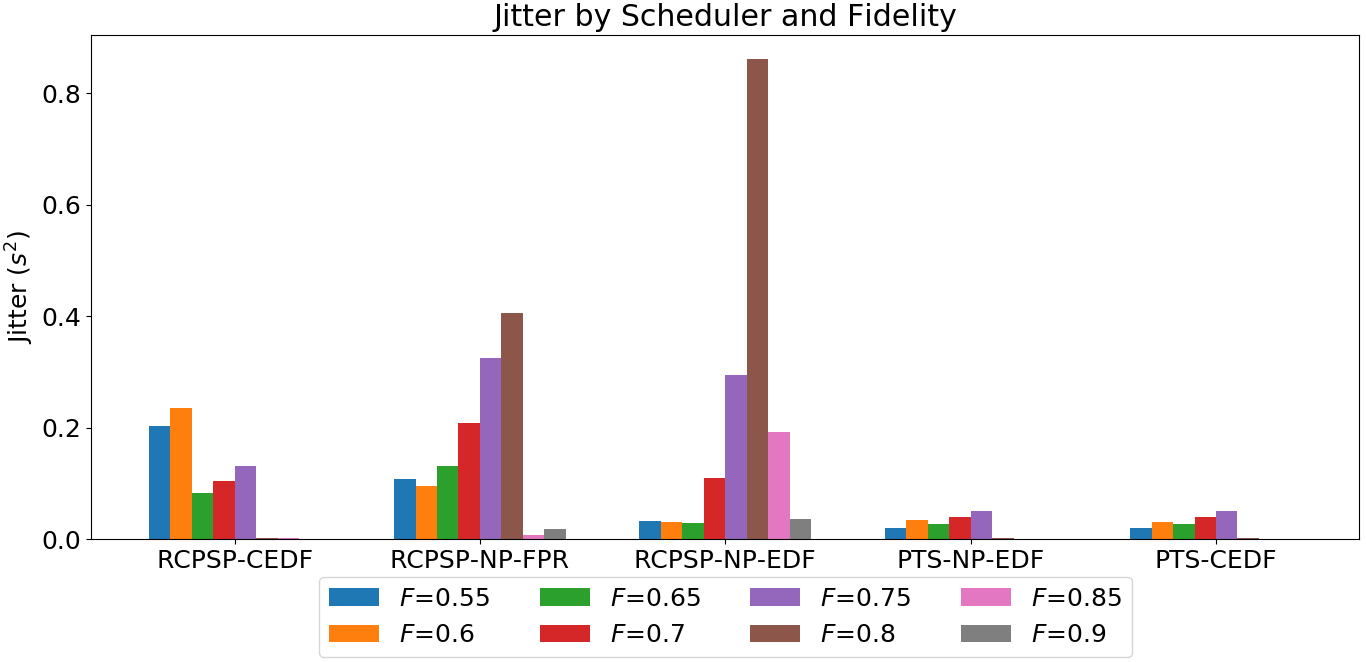 Jitter by Scheduler and Fidelity
Jitter (s²)
0.8
0.6
0.4
0.2
0.0
RCPSP-CEDF RCPSP-NP-FPR RCPSP-NP-EDF PTS-NP-EDF PTS-CEDF
F=0.55 F=0.65 F=0.75 F=0.85
F=0.6 F=0.7 F=0.8 F=0.9